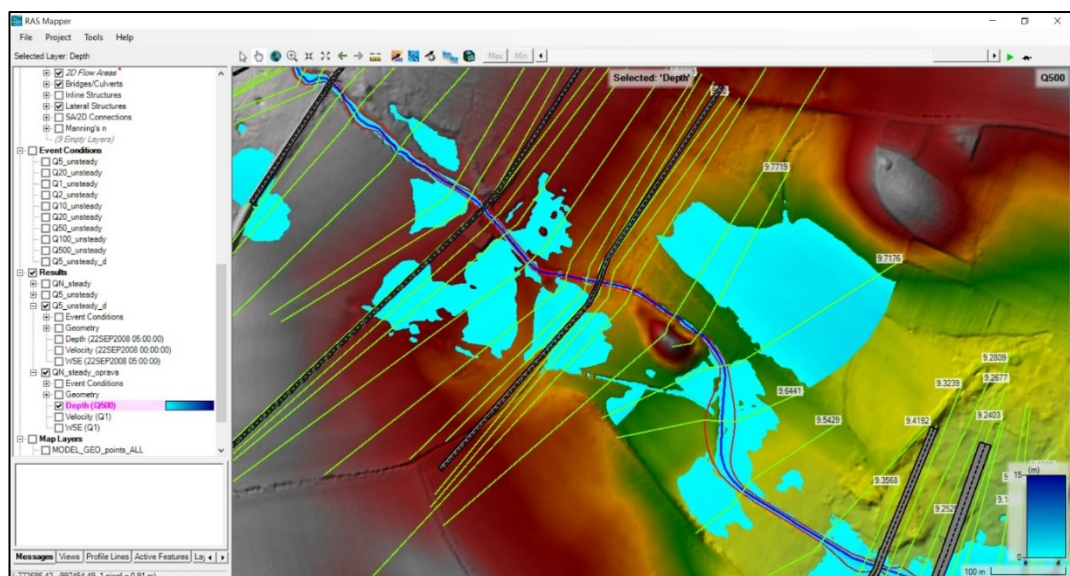 RAS Mapper
File Project Tools Help
Selected Layer: Depth
Max Min
2D Flow Areas
Bridges/Culverts
Inline Structures
Lateral Structures
SA/2D Connections
Manning's n
(9 Empty Layers)
Event Conditions
Q5_unsteady
Q20_unsteady
Q1_unsteady
Q2_unsteady
Q10_unsteady
Q20_unsteady
Q50_unsteady
Q100_unsteady
Q500_unsteady
Q5_unsteady_d
Results
QN_steady
Q5_unsteady
Q5_unsteady_d
Event Conditions
Geometry
Depth (22SEP2008 05:00:00)
Velocity (22SEP2008 00:00:00)
WSE (22SEP2008 05:00:00)
QN_steady_oprava
Event Conditions
Geometry
Depth (Q500)
Velocity (Q1)
WSE (Q1)
Map Layers
MODEL_GEO_points_ALL
Messages Views Profile Lines Active Features
Selected: 'Depth'
Q500
9.7719
9.7176
9.6441
9.5429
9.2809
9.3239
9.2677
9.4192
9.2403
9.3568
15 (m)
0
100 m